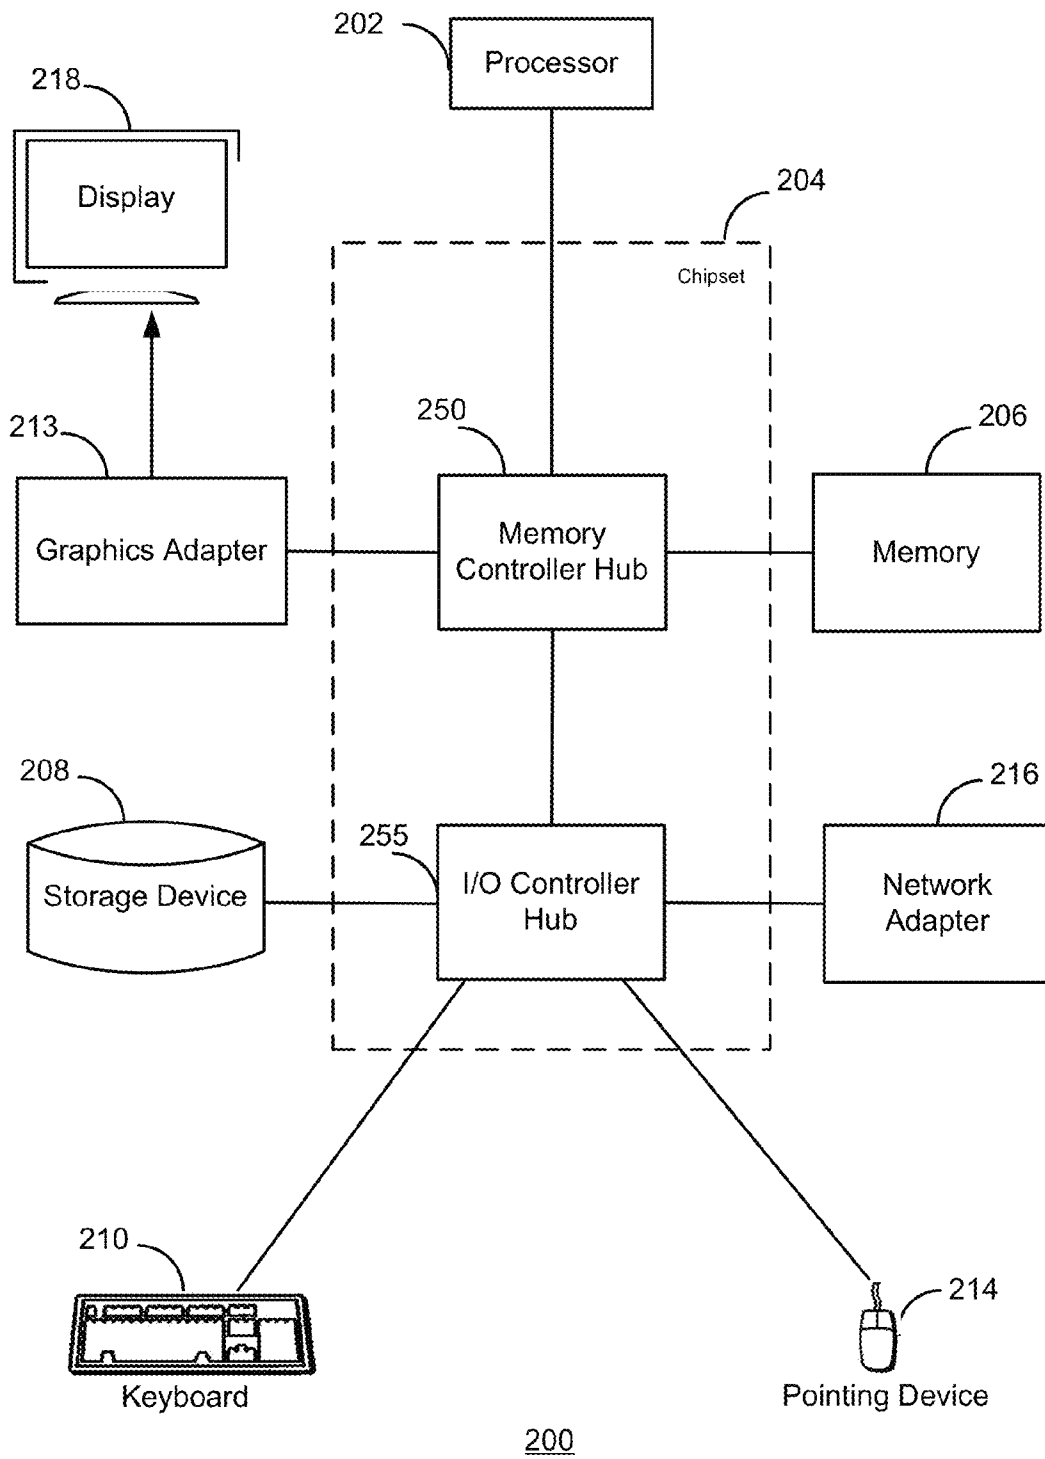 202
Processor
218
Display
204
Chipset
250
213
206
Graphics Adapter
Memory
Controller Hub
Memory
208
216
255
Storage Device
I/O Controller
Hub
Network
Adapter
210
214
Keyboard
Pointing Device
200